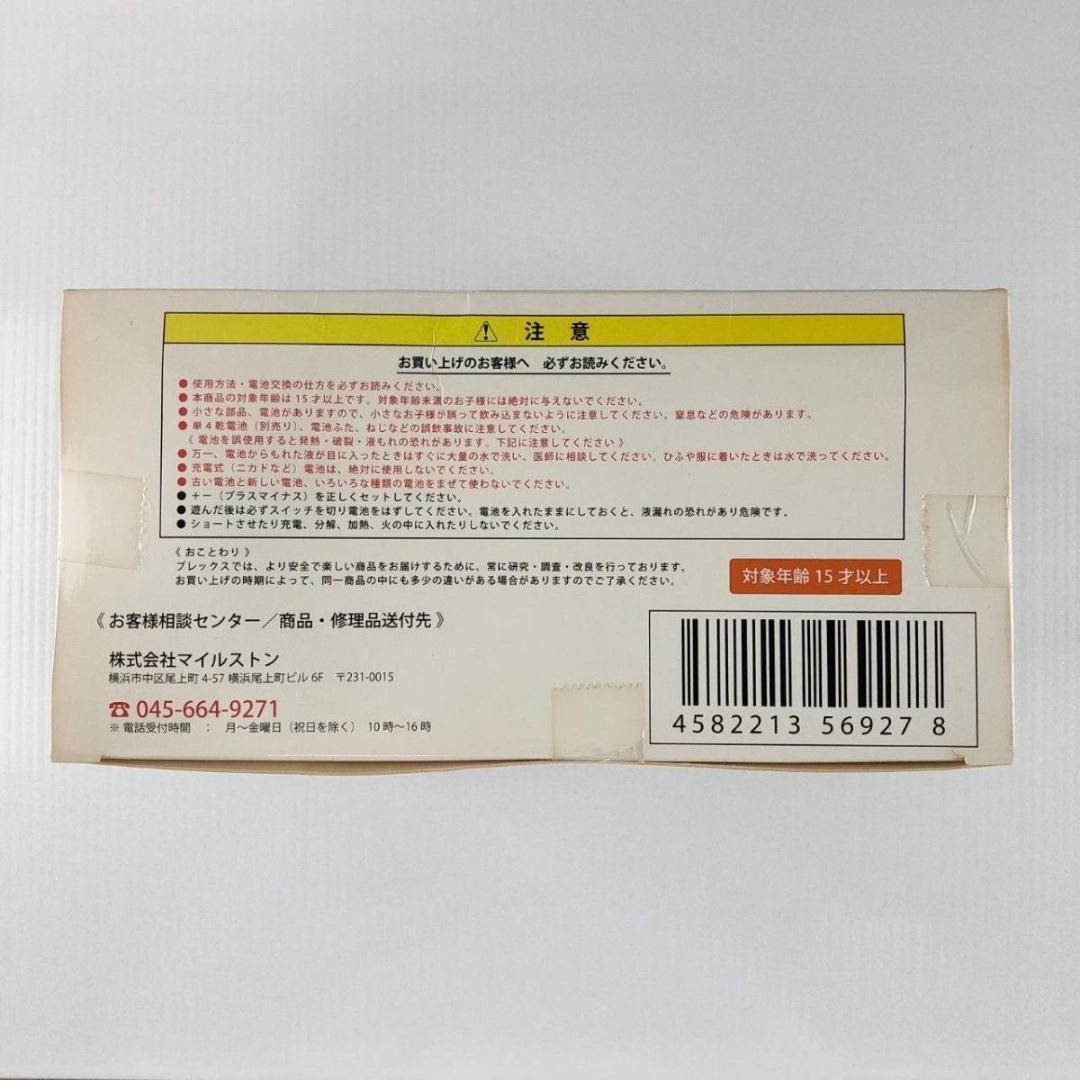 ⚠ 注 意
お買い上げのお客様へ 必ずお読みください。
● 使用方法・電池交換の仕方を必ずお読みください。
● 本商品の対象年齢は15才以上です。対象年齢未満のお子様には絶対に与えないでください。
● 小さな部品、電池がありますので、小さなお子様が誤って飲み込まないように注意してください。窒息などの危険があります。
● 単4乾電池(別売り)、電池ふた、ねじなどの誤飲事故に注意してください。
《 電池を誤使用すると発熱・破裂・液もれの恐れがあります。下記に注意してください 》
● 万一、電池からもれた液が目に入ったときはすぐに大量の水で洗い、医師に相談してください。ひふや服に着いたときは水で洗ってください。
● 充電式(ニカドなど)電池は、絶対に使用しないでください。
● 古い電池と新しい電池、いろいろな種類の電池をまぜて使わないでください。
● +−(プラスマイナス)を正しくセットしてください。
● 遊んだ後は必ずスイッチを切り電池をはずしてください。電池を入れたままにしておくと、液漏れの恐れがあり危険です。
● ショートさせたり充電、分解、加熱、火の中に入れたりしないでください。
《 おことわり 》
プレックスでは、より安全で楽しい商品をお届けするために、常に研究・調査・改良を行っております。
お買い上げの時期によって、同一商品の中にも多少の違いがある場合がありますのでご了承ください。
対象年齢 15 才以上
《 お客様相談センター/商品・修理品送付先 》
株式会社マイルストン
横浜市中区尾上町 4-57 横浜尾上町ビル 6F 〒231-0015
☎ 045-664-9271
※ 電話受付時間 : 月〜金曜日(祝日を除く) 10 時〜16 時
4582213 56927 8